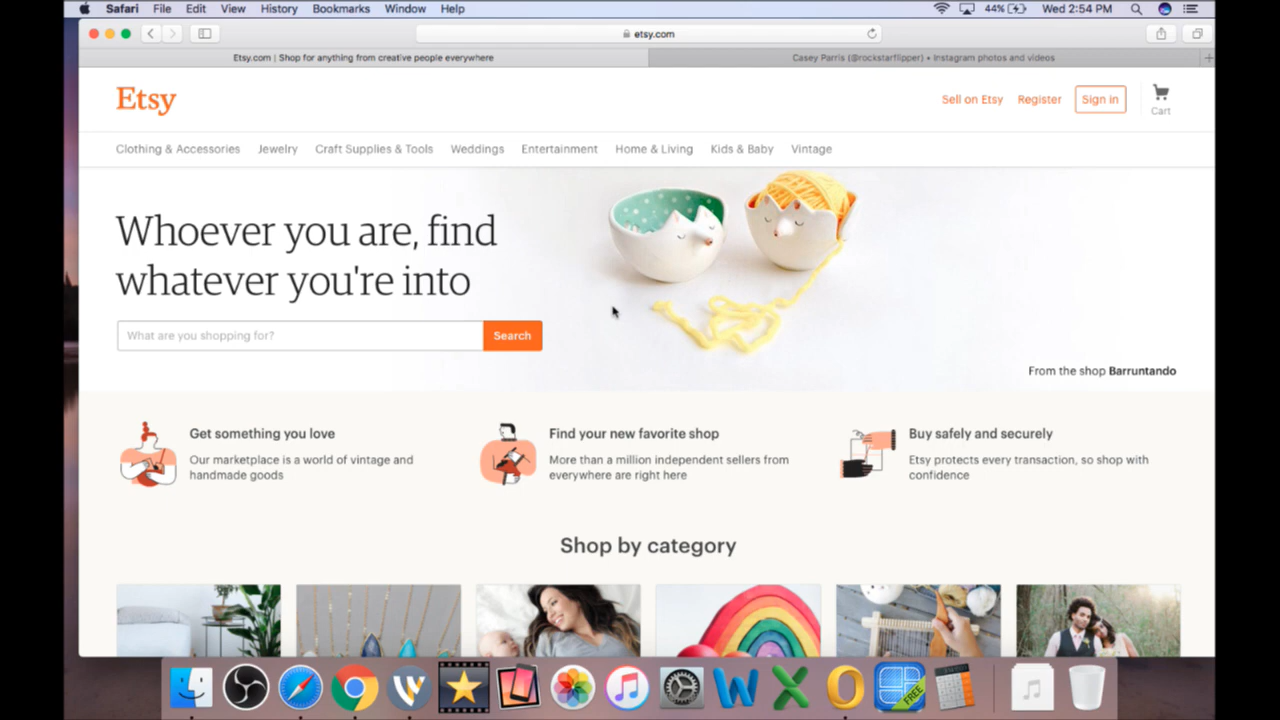 Safari File Edit View History Bookmarks Window Help 44% Wed 2:54 PM
etsy.com
Etsy.com | Shop for anything from creative people everywhere
Casey Parris (@rockstarflipper) • Instagram photos and videos
Etsy
Sell on Etsy Register Sign in Cart
Clothing & Accessories Jewelry Craft Supplies & Tools Weddings Entertainment Home & Living Kids & Baby Vintage
Whoever you are, find
whatever you're into
What are you shopping for? Search
From the shop Barruntando
Get something you love
Our marketplace is a world of vintage and
handmade goods
Find your new favorite shop
More than a million independent sellers from
everywhere are right here
Buy safely and securely
Etsy protects every transaction, so shop with
confidence
Shop by category
FREE